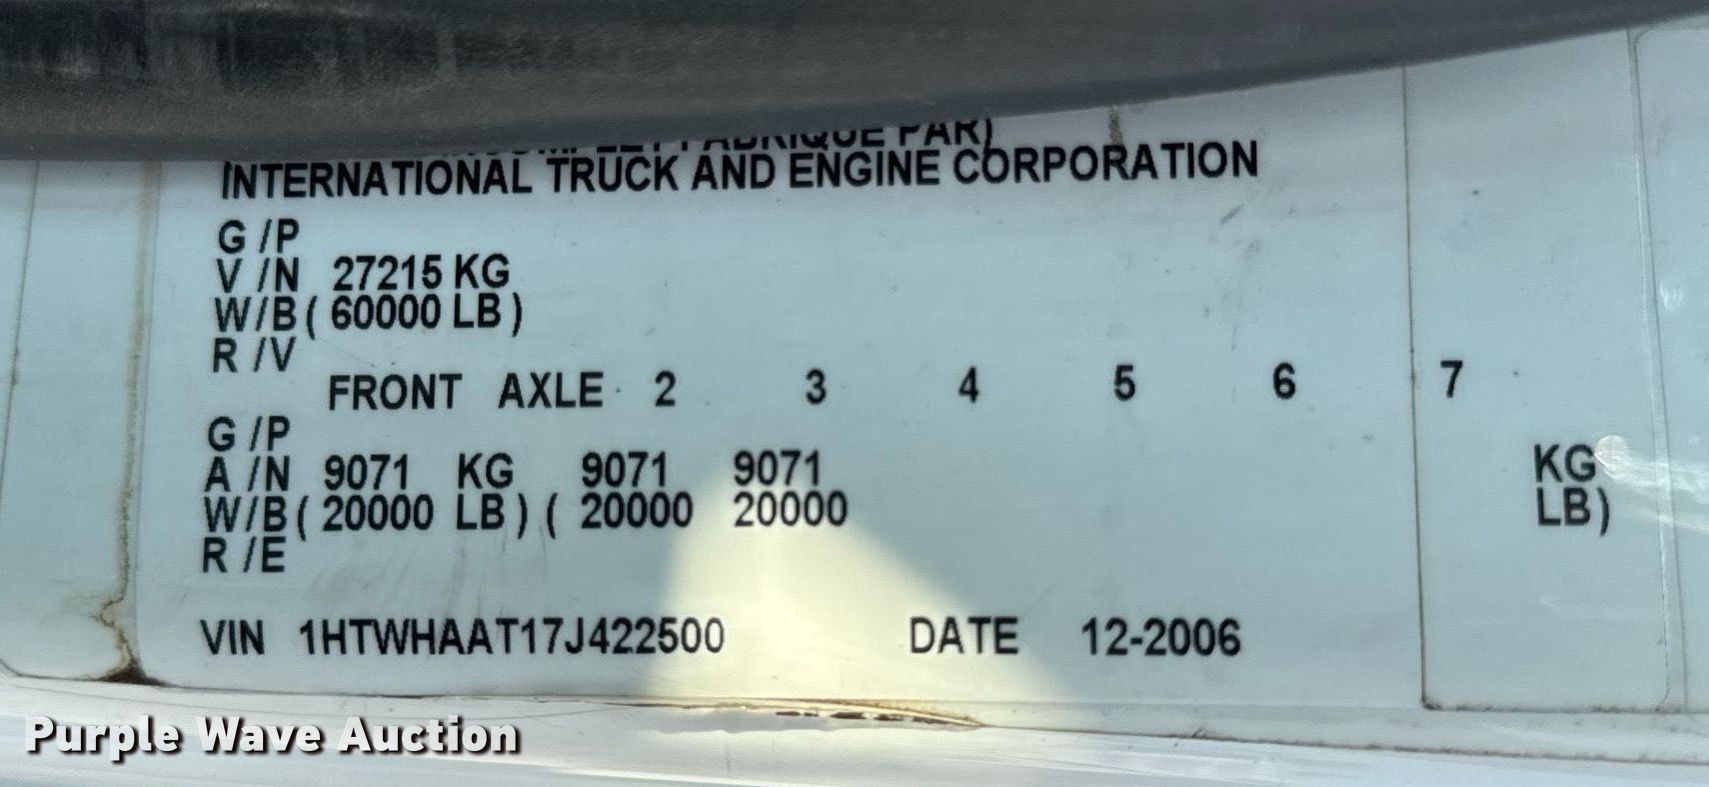 PAR)
INTERNATIONAL TRUCK AND ENGINE CORPORATION
G /P
V /N 27215 KG
W/B ( 60000 LB )
R /V
FRONT AXLE 2 3 4 5 6 7
G /P
A /N 9071 KG 9071 9071 KG
W/B ( 20000 LB ) ( 20000 20000 LB )
R /E
VIN 1HTWHAAT17J422500 DATE 12-2006
Purple Wave Auction